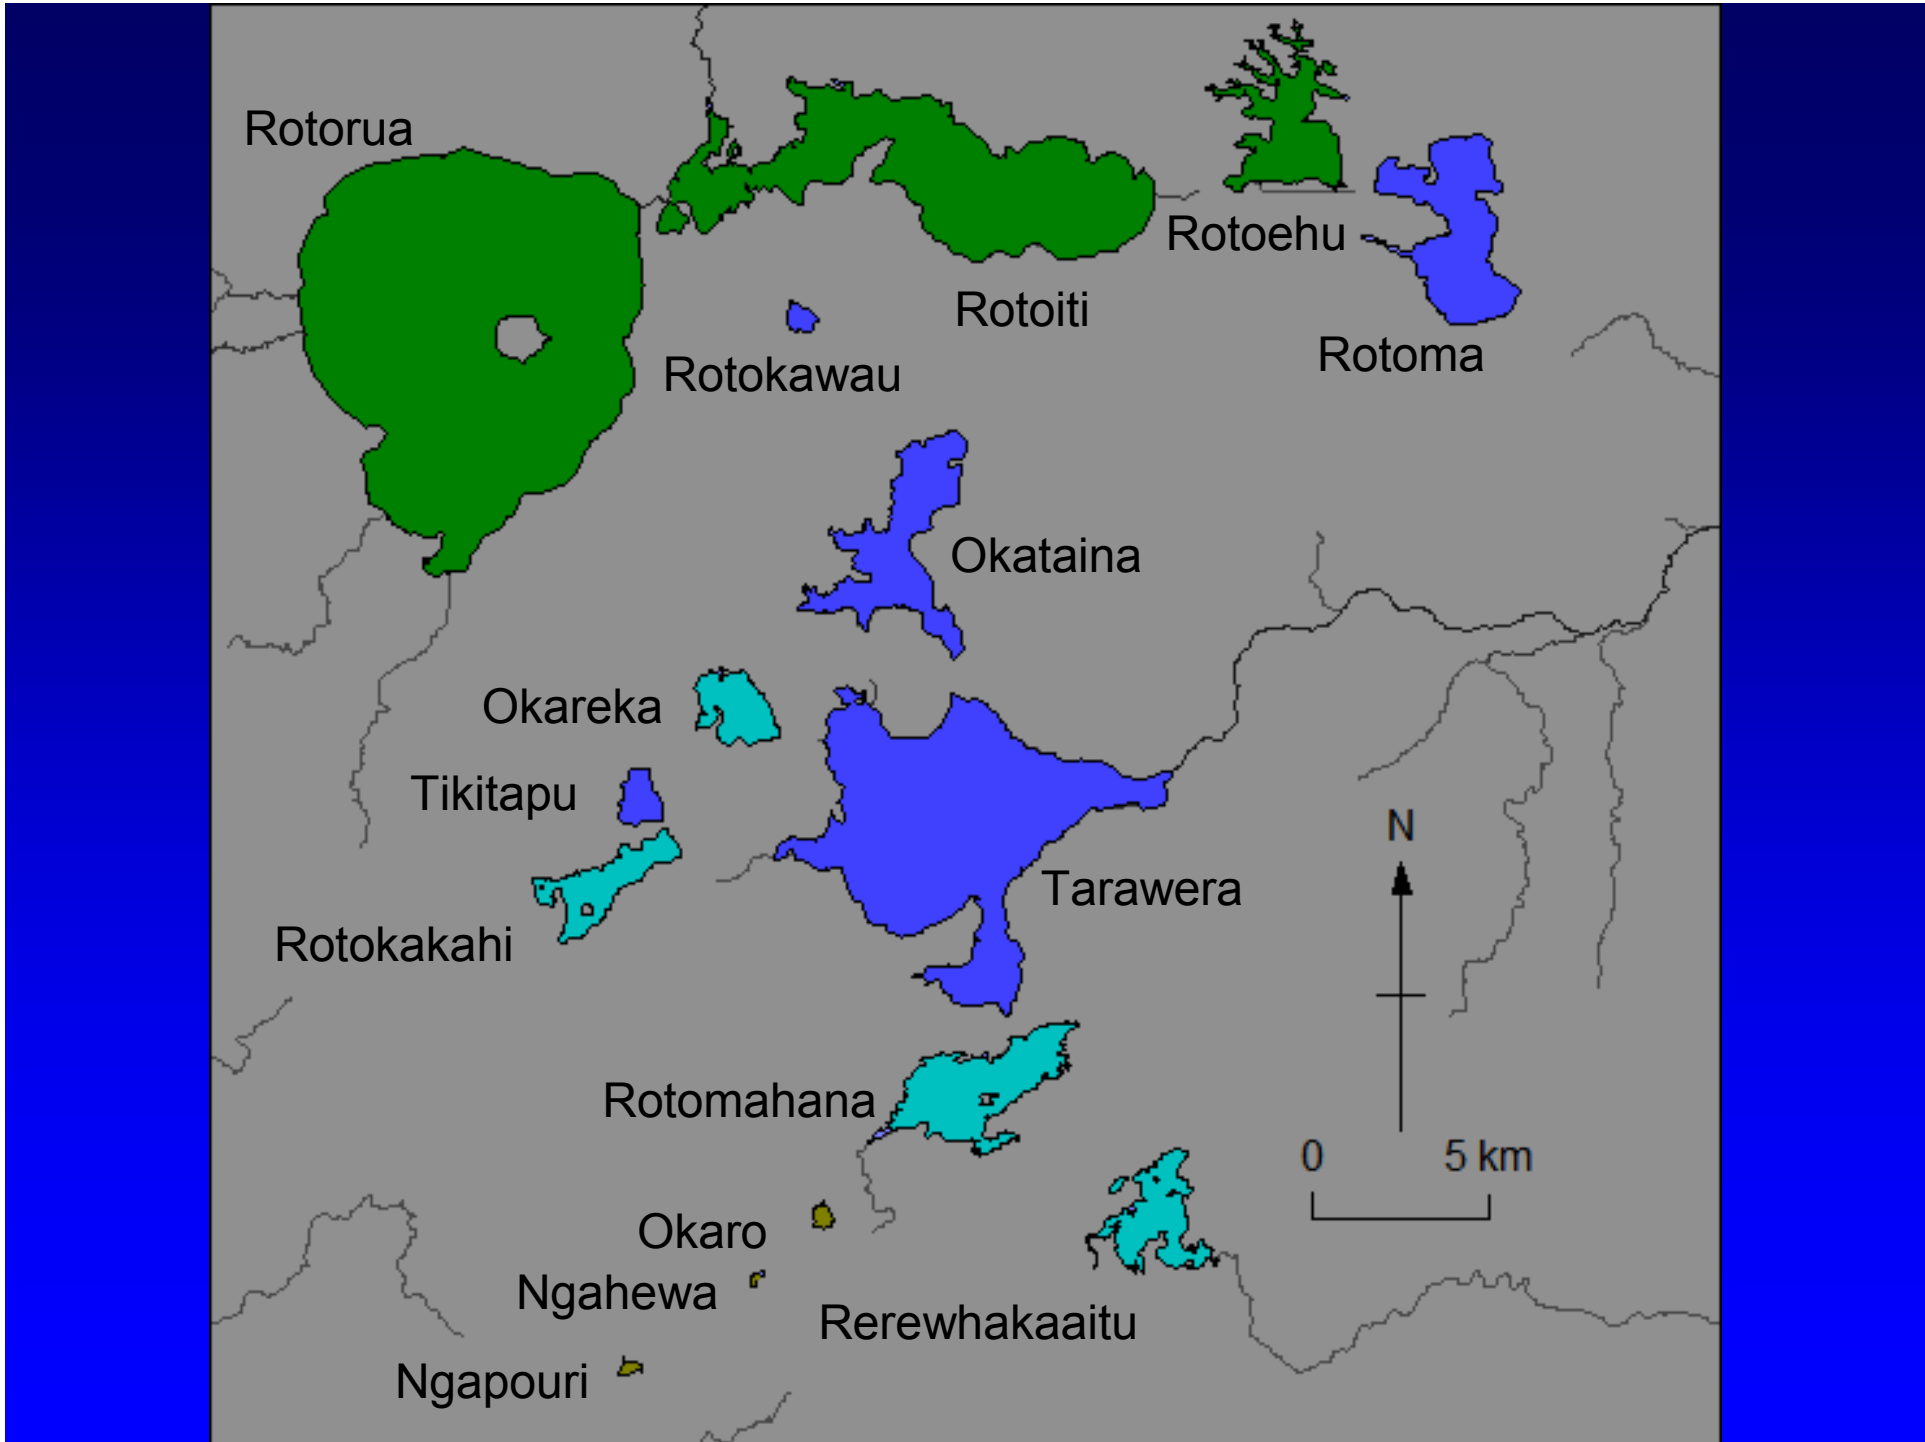 Rotorua
Rotoehu
Rotoiti
Rotoma
Rotokawau
Okataina
Okareka
Tikitapu
N
Tarawera
Rotokakahi
Rotomahana
0 5 km
Okaro
Ngahewa
Rerewhakaaitu
Ngapouri